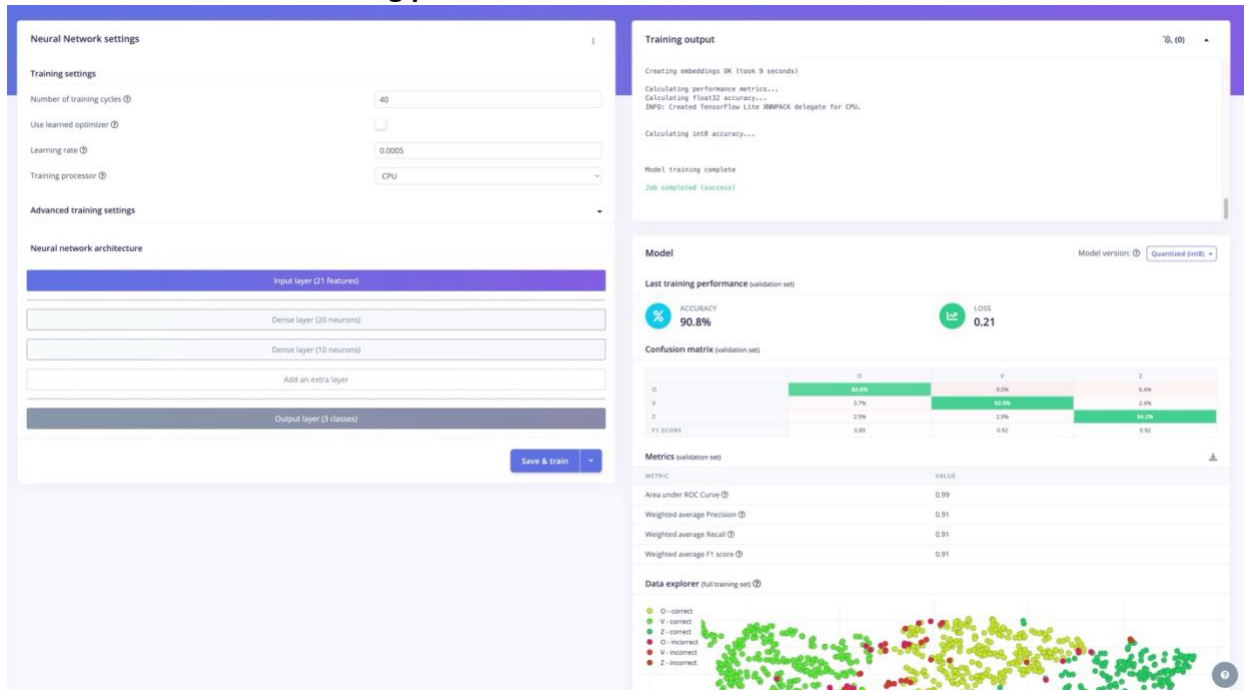 Neural Network settings
Training settings
Number of training cycles
40
Use learned optimizer
Learning rate
0.0005
Training processor
CPU
Advanced training settings
Neural network architecture
Input layer (21 features)
Dense layer (20 neurons)
Dense layer (10 neurons)
Add an extra layer
Output layer (3 classes)
Save & train
Training output
(0)
Creating embeddings OK (took 9 seconds)
Calculating performance metrics...
Calculating float32 accuracy...
INFO: Created TensorFlow Lite XNNPACK delegate for CPU.
Calculating int8 accuracy...
Model training complete
Job completed (success)
Model
Model version:
Quantized (int8)
Last training performance (validation set)
%
ACCURACY
90.8%
LOSS
0.21
Confusion matrix (validation set)
O V Z
O 84.6% 9.0% 6.4%
V 3.7% 93.9% 2.4%
Z 2.9% 2.9% 94.2%
F1 SCORE 0.89 0.92 0.92
Metrics (validation set)
METRIC VALUE
Area under ROC Curve 0.99
Weighted average Precision 0.91
Weighted average Recall 0.91
Weighted average F1 score 0.91
Data explorer (full training set)
O - correct
V - correct
Z - correct
O - incorrect
V - incorrect
Z - incorrect